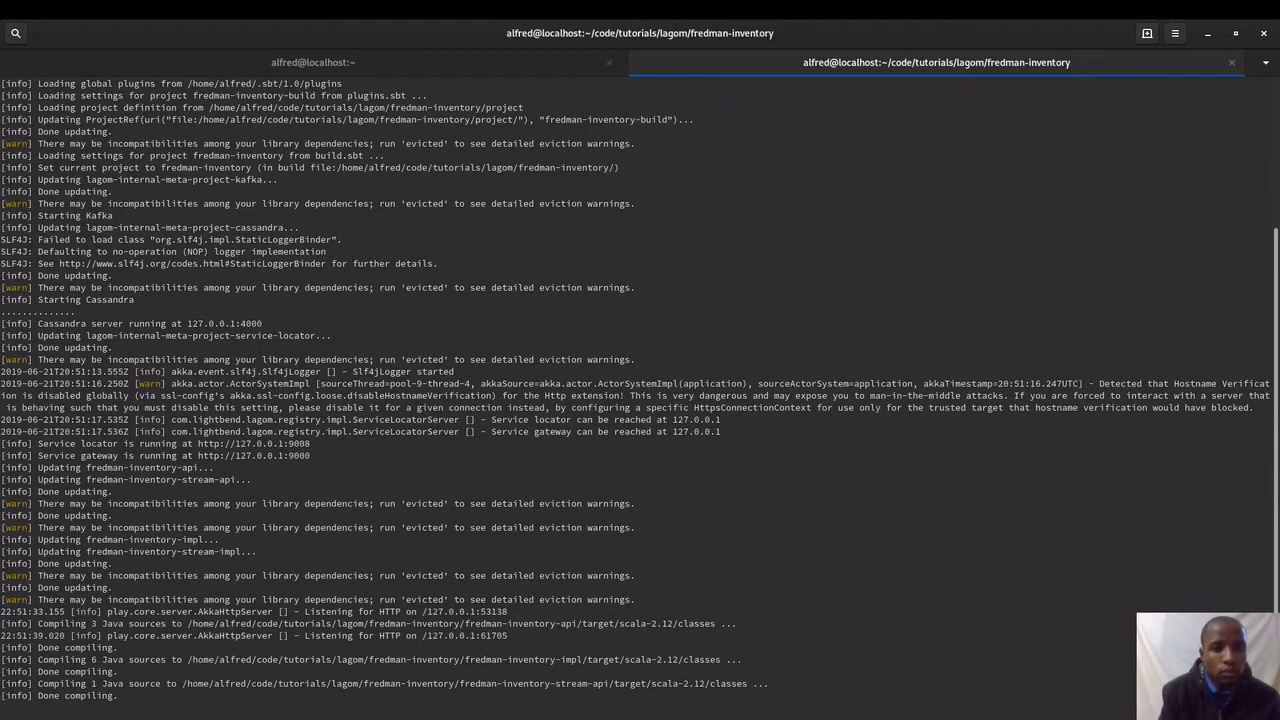 alfred@localhost:~/code/tutorials/lagom/fredman-inventory
alfred@localhost:~
alfred@localhost:~/code/tutorials/lagom/fredman-inventory
[info] Loading global plugins from /home/alfred/.sbt/1.0/plugins
[info] Loading settings for project fredman-inventory-build from plugins.sbt ...
[info] Loading project definition from /home/alfred/code/tutorials/lagom/fredman-inventory/project
[info] Updating ProjectRef(uri("file:/home/alfred/code/tutorials/lagom/fredman-inventory/project/"), "fredman-inventory-build")...
[info] Done updating.
[warn] There may be incompatibilities among your library dependencies; run 'evicted' to see detailed eviction warnings.
[info] Loading settings for project fredman-inventory from build.sbt ...
[info] Set current project to fredman-inventory (in build file:/home/alfred/code/tutorials/lagom/fredman-inventory/)
[info] Updating lagom-internal-meta-project-kafka...
[info] Done updating.
[warn] There may be incompatibilities among your library dependencies; run 'evicted' to see detailed eviction warnings.
[info] Starting Kafka
[info] Updating lagom-internal-meta-project-cassandra...
SLF4J: Failed to load class "org.slf4j.impl.StaticLoggerBinder".
SLF4J: Defaulting to no-operation (NOP) logger implementation
SLF4J: See http://www.slf4j.org/codes.html#StaticLoggerBinder for further details.
[info] Done updating.
[warn] There may be incompatibilities among your library dependencies; run 'evicted' to see detailed eviction warnings.
[info] Starting Cassandra
..............
[info] Cassandra server running at 127.0.0.1:4000
[info] Updating lagom-internal-meta-project-service-locator...
[info] Done updating.
[warn] There may be incompatibilities among your library dependencies; run 'evicted' to see detailed eviction warnings.
2019-06-21T20:51:13.555Z [info] akka.event.slf4j.Slf4jLogger [] - Slf4jLogger started
2019-06-21T20:51:16.250Z [warn] akka.actor.ActorSystemImpl [sourceThread=pool-9-thread-4, akkaSource=akka.actor.ActorSystemImpl(application), sourceActorSystem=application, akkaTimestamp=20:51:16.247UTC] - Detected that Hostname Verificat
ion is disabled globally (via ssl-config's akka.ssl-config.loose.disableHostnameVerification) for the Http extension! This is very dangerous and may expose you to man-in-the-middle attacks. If you are forced to interact with a server that
is behaving such that you must disable this setting, please disable it for a given connection instead, by configuring a specific HttpsConnectionContext for use only for the trusted target that hostname verification would have blocked.
2019-06-21T20:51:17.535Z [info] com.lightbend.lagom.registry.impl.ServiceLocatorServer [] - Service locator can be reached at 127.0.0.1
2019-06-21T20:51:17.536Z [info] com.lightbend.lagom.registry.impl.ServiceLocatorServer [] - Service gateway can be reached at 127.0.0.1
[info] Service locator is running at http://127.0.0.1:9008
[info] Service gateway is running at http://127.0.0.1:9000
[info] Updating fredman-inventory-api...
[info] Updating fredman-inventory-stream-api...
[info] Done updating.
[warn] There may be incompatibilities among your library dependencies; run 'evicted' to see detailed eviction warnings.
[info] Done updating.
[warn] There may be incompatibilities among your library dependencies; run 'evicted' to see detailed eviction warnings.
[info] Updating fredman-inventory-impl...
[info] Updating fredman-inventory-stream-impl...
[info] Done updating.
[warn] There may be incompatibilities among your library dependencies; run 'evicted' to see detailed eviction warnings.
[info] Done updating.
[warn] There may be incompatibilities among your library dependencies; run 'evicted' to see detailed eviction warnings.
22:51:33.155 [info] play.core.server.AkkaHttpServer [] - Listening for HTTP on /127.0.0.1:53138
[info] Compiling 3 Java sources to /home/alfred/code/tutorials/lagom/fredman-inventory/fredman-inventory-api/target/scala-2.12/classes ...
22:51:39.020 [info] play.core.server.AkkaHttpServer [] - Listening for HTTP on /127.0.0.1:61705
[info] Done compiling.
[info] Compiling 6 Java sources to /home/alfred/code/tutorials/lagom/fredman-inventory/fredman-inventory-impl/target/scala-2.12/classes ...
[info] Done compiling.
[info] Compiling 1 Java source to /home/alfred/code/tutorials/lagom/fredman-inventory/fredman-inventory-stream-api/target/scala-2.12/classes ...
[info] Done compiling.